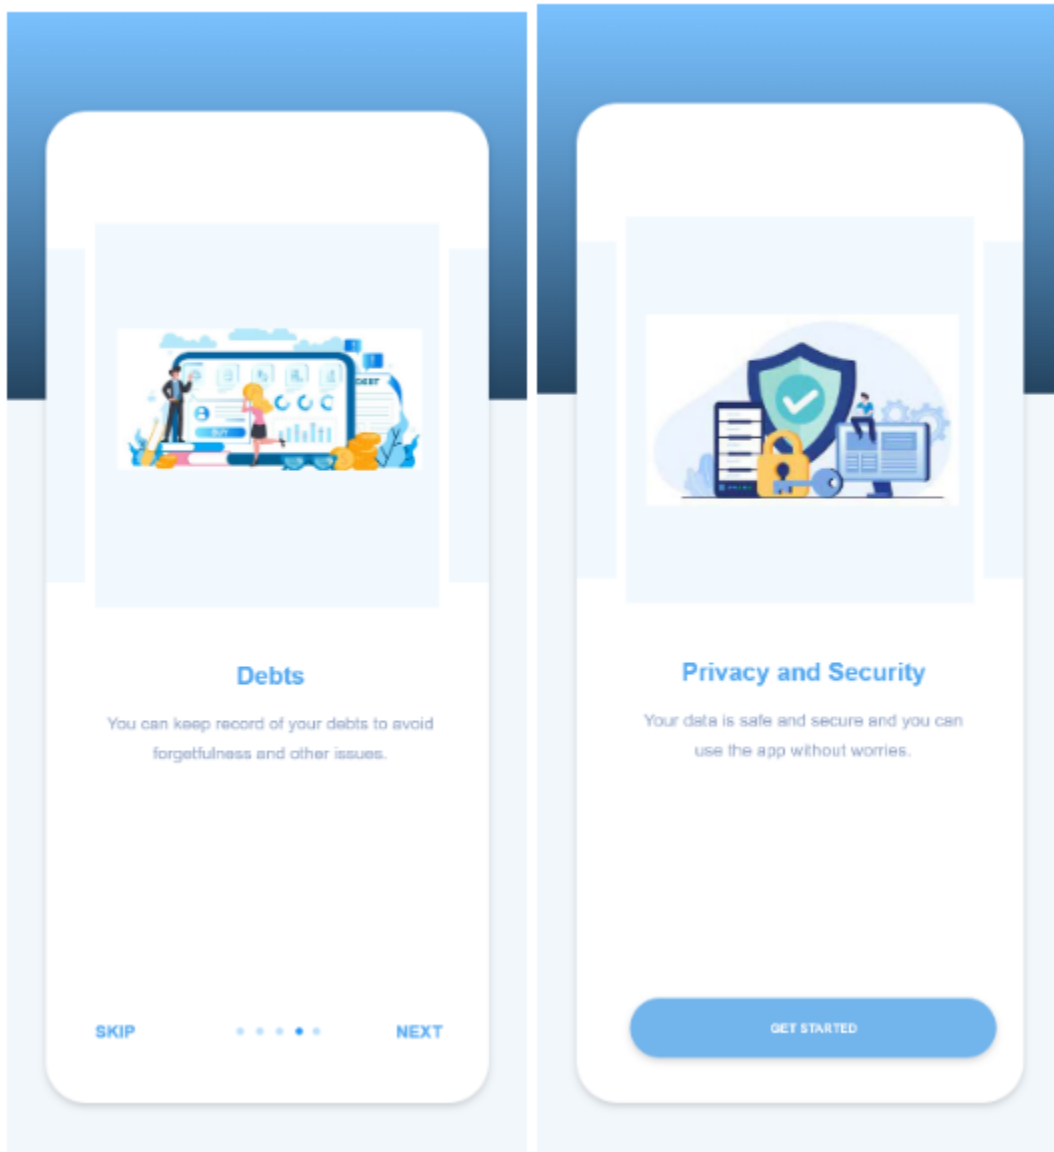 DEBT
Debts
You can keep record of your debts to avoid
forgetfulness and other issues.
SKIP
NEXT
Privacy and Security
Your data is safe and secure and you can
use the app without worries.
GET STARTED